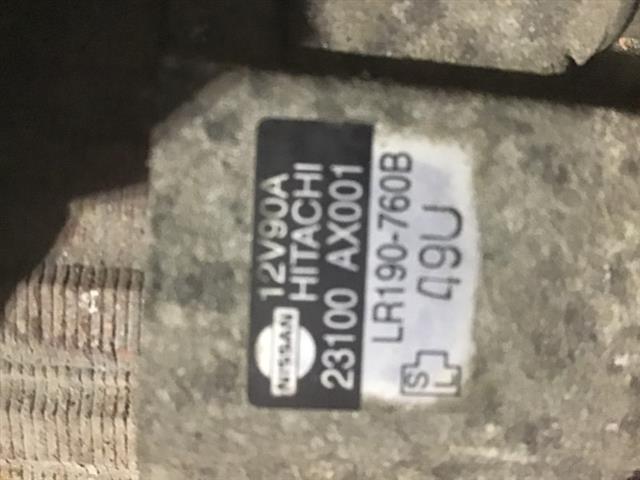 NISSAN 12V90A
HITACHI
23100 AX001
LR190-760B
S L 49U